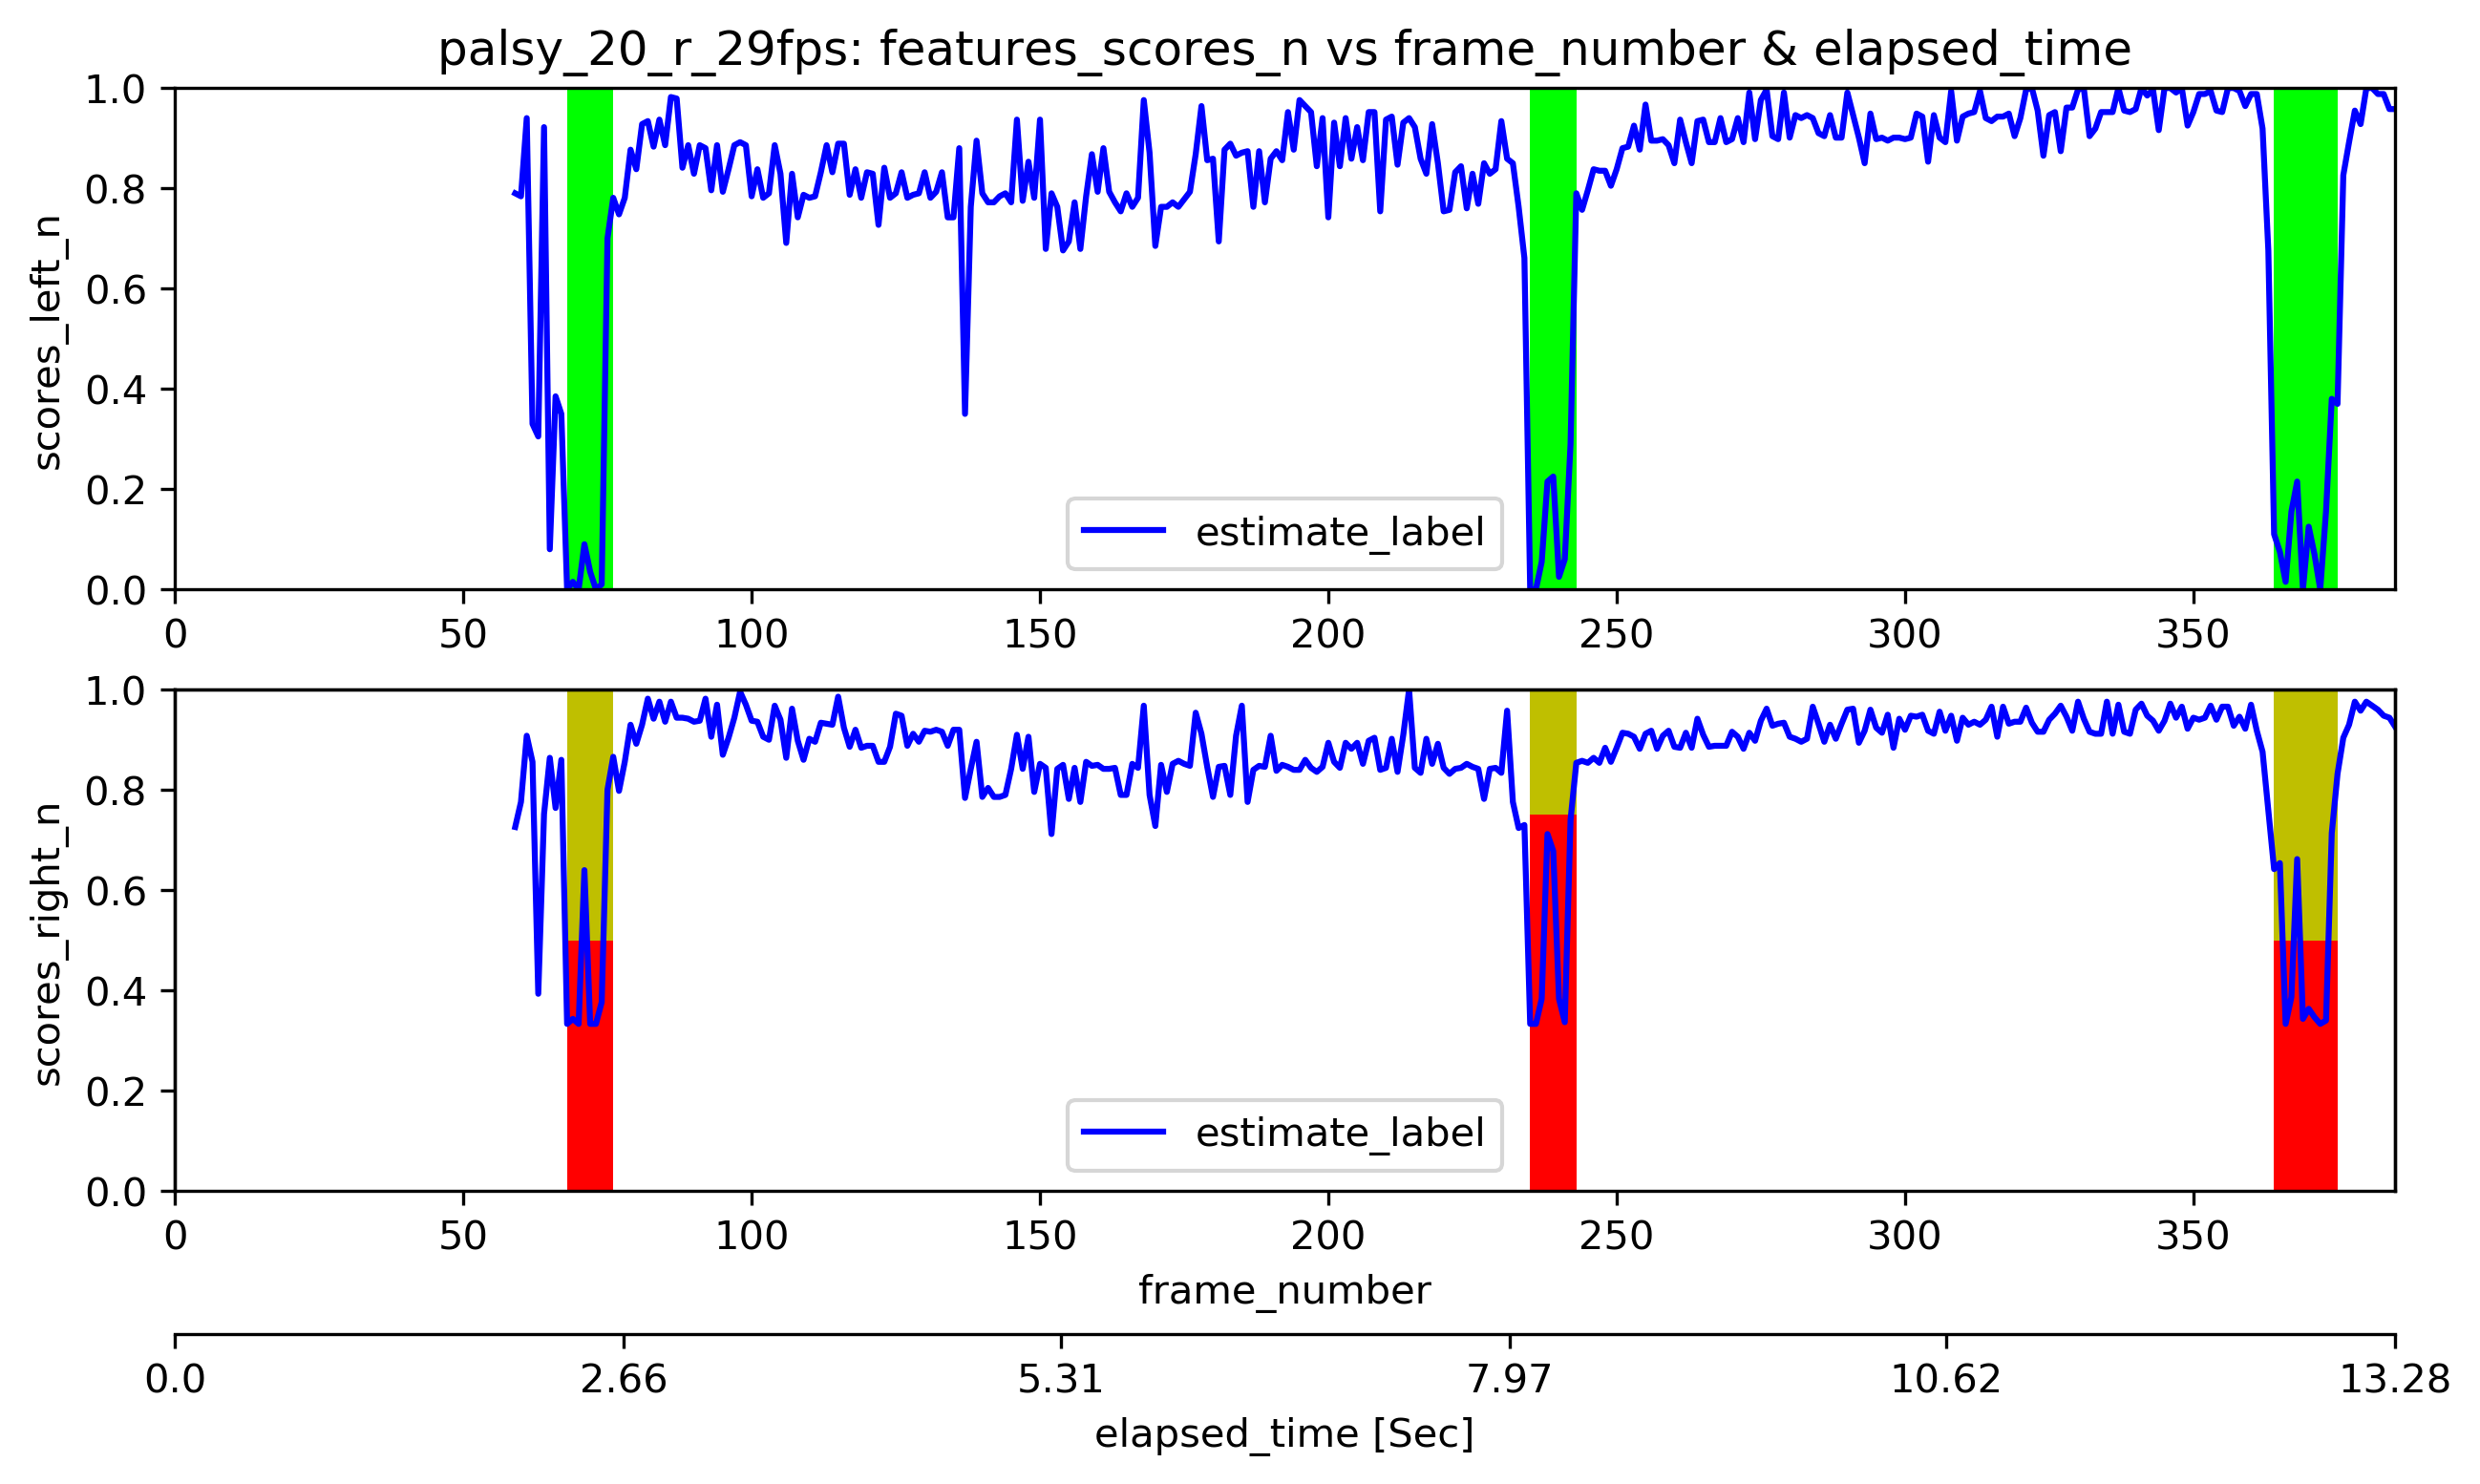 palsy_20_r_29fps: features_scores_n vs frame_number & elapsed_time
scores_left_n
1.0
0.8
0.6
0.4
0.2
0.0
estimate_label
0 50 100 150 200 250 300 350
scores_right_n
1.0
0.8
0.6
0.4
0.2
0.0
estimate_label
0 50 100 150 200 250 300 350
frame_number
0.0 2.66 5.31 7.97 10.62 13.28
elapsed_time [Sec]